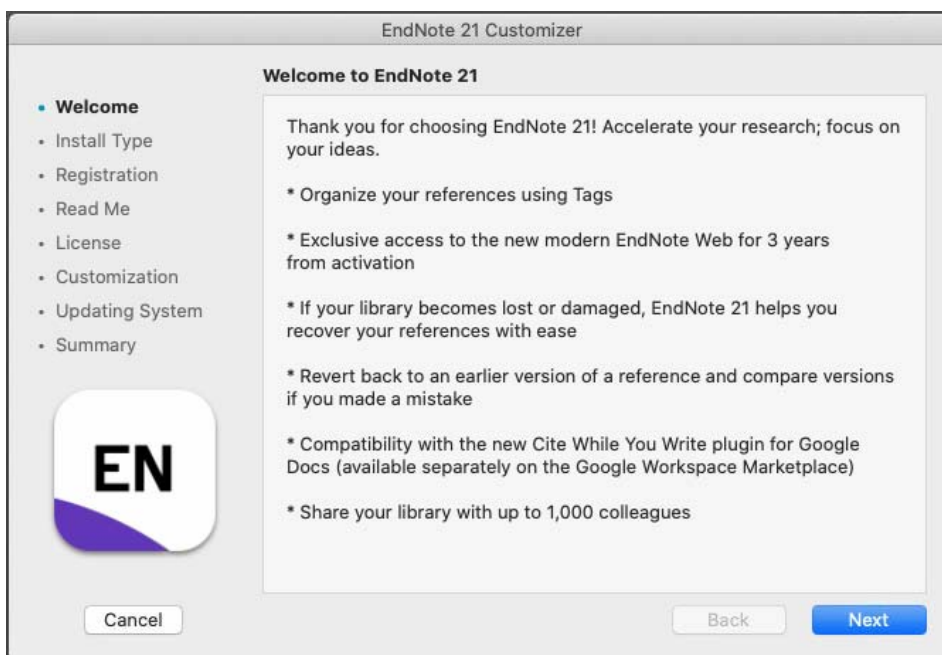 EndNote 21 Customizer
Welcome to EndNote 21
• Welcome
• Install Type
• Registration
• Read Me
• License
• Customization
• Updating System
• Summary
Thank you for choosing EndNote 21! Accelerate your research; focus on
your ideas.
* Organize your references using Tags
* Exclusive access to the new modern EndNote Web for 3 years
from activation
* If your library becomes lost or damaged, EndNote 21 helps you
recover your references with ease
* Revert back to an earlier version of a reference and compare versions
if you made a mistake
* Compatibility with the new Cite While You Write plugin for Google
Docs (available separately on the Google Workspace Marketplace)
* Share your library with up to 1,000 colleagues
EN
Cancel
Back
Next